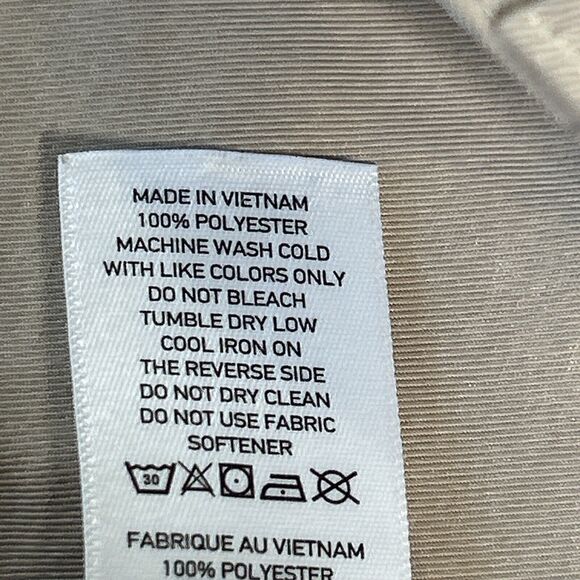 MADE IN VIETNAM
100% POLYESTER
MACHINE WASH COLD
WITH LIKE COLORS ONLY
DO NOT BLEACH
TUMBLE DRY LOW
COOL IRON ON
THE REVERSE SIDE
DO NOT DRY CLEAN
DO NOT USE FABRIC
SOFTENER
30
FABRIQUE AU VIETNAM
100% POLYESTER